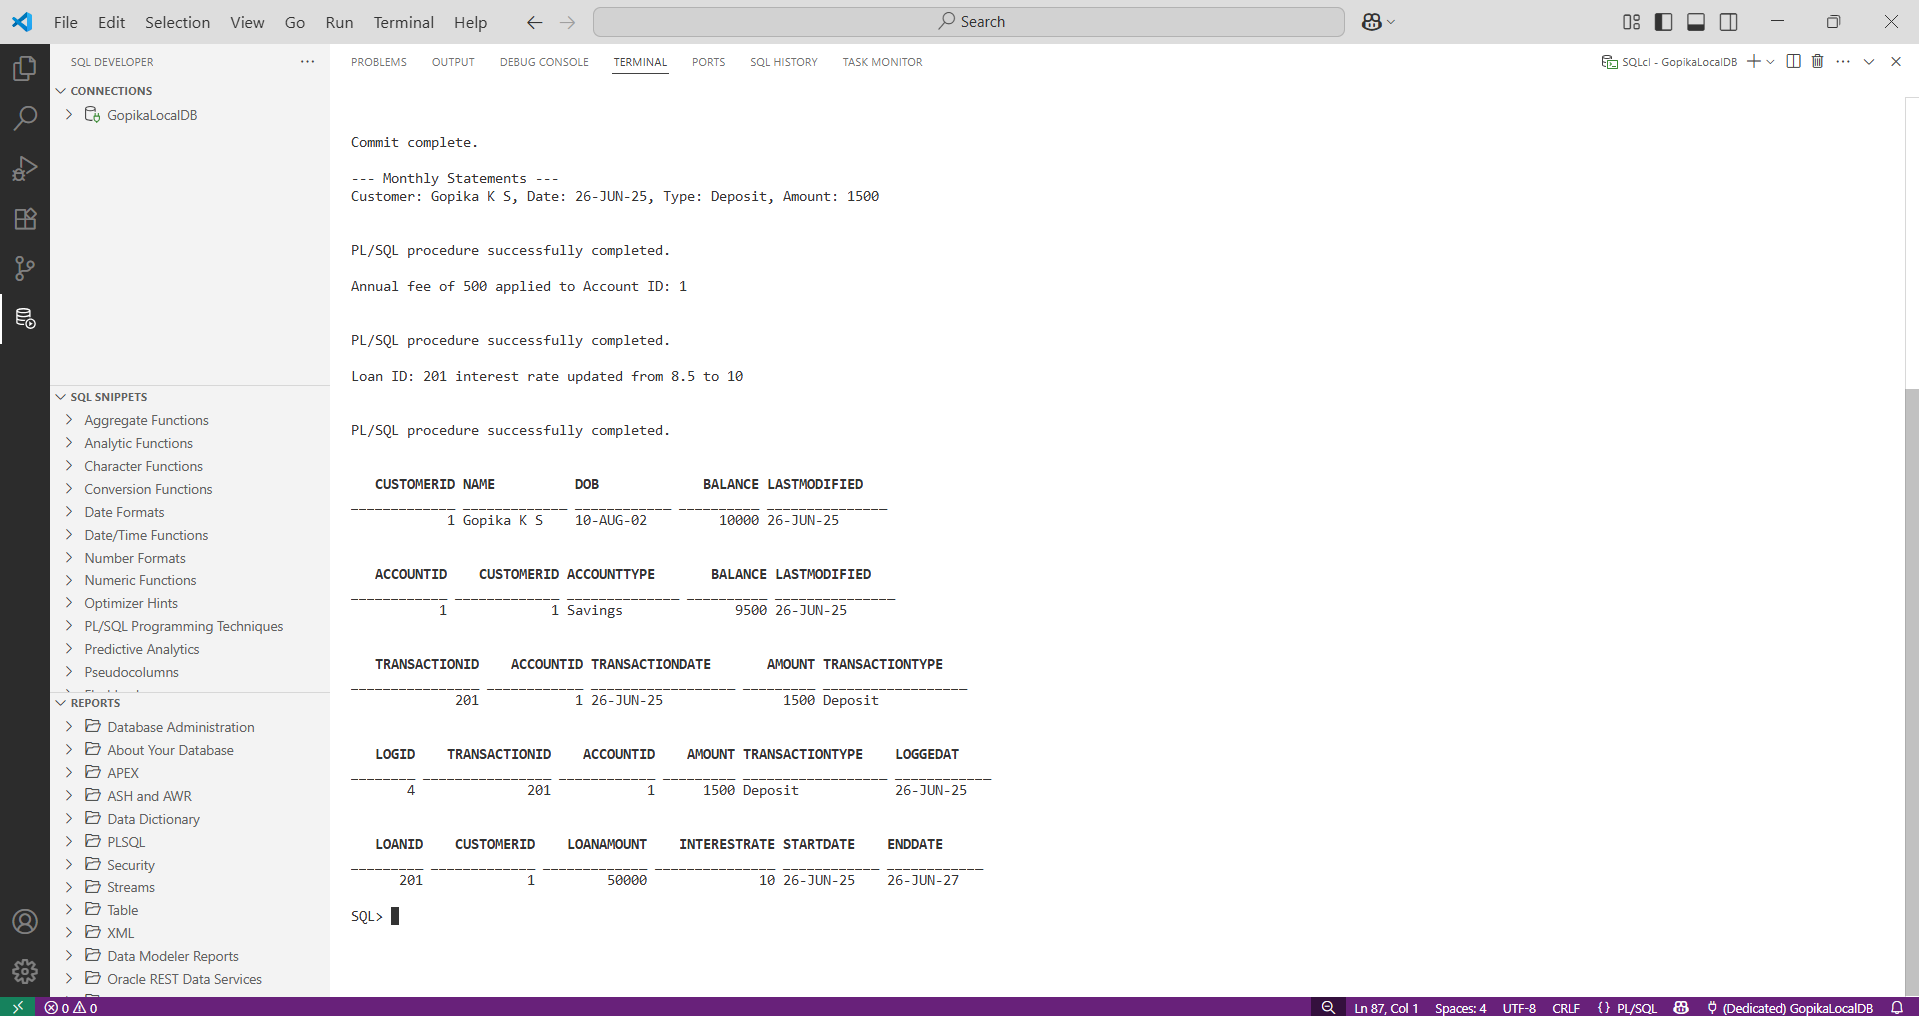 File Edit Selection View Go Run Terminal Help Search
SQL DEVELOPER
CONNECTIONS
GopikaLocalDB
SQL SNIPPETS
Aggregate Functions
Analytic Functions
Character Functions
Conversion Functions
Date Formats
Date/Time Functions
Number Formats
Numeric Functions
Optimizer Hints
PL/SQL Programming Techniques
Predictive Analytics
Pseudocolumns
REPORTS
Database Administration
About Your Database
APEX
ASH and AWR
Data Dictionary
PLSQL
Security
Streams
Table
XML
Data Modeler Reports
Oracle REST Data Services
PROBLEMS OUTPUT DEBUG CONSOLE TERMINAL PORTS SQL HISTORY TASK MONITOR SQLcl - GopikaLocalDB
Commit complete.
--- Monthly Statements ---
Customer: Gopika K S, Date: 26-JUN-25, Type: Deposit, Amount: 1500
PL/SQL procedure successfully completed.
Annual fee of 500 applied to Account ID: 1
PL/SQL procedure successfully completed.
Loan ID: 201 interest rate updated from 8.5 to 10
PL/SQL procedure successfully completed.
CUSTOMERID NAME DOB BALANCE LASTMODIFIED
1 Gopika K S 10-AUG-02 10000 26-JUN-25
ACCOUNTID CUSTOMERID ACCOUNTTYPE BALANCE LASTMODIFIED
1 1 Savings 9500 26-JUN-25
TRANSACTIONID ACCOUNTID TRANSACTIONDATE AMOUNT TRANSACTIONTYPE
201 1 26-JUN-25 1500 Deposit
LOGID TRANSACTIONID ACCOUNTID AMOUNT TRANSACTIONTYPE LOGGEDAT
4 201 1 1500 Deposit 26-JUN-25
LOANID CUSTOMERID LOANAMOUNT INTERESTRATE STARTDATE ENDDATE
201 1 50000 10 26-JUN-25 26-JUN-27
SQL>
0 0 Ln 87, Col 1 Spaces: 4 UTF-8 CRLF {} PL/SQL (Dedicated) GopikaLocalDB